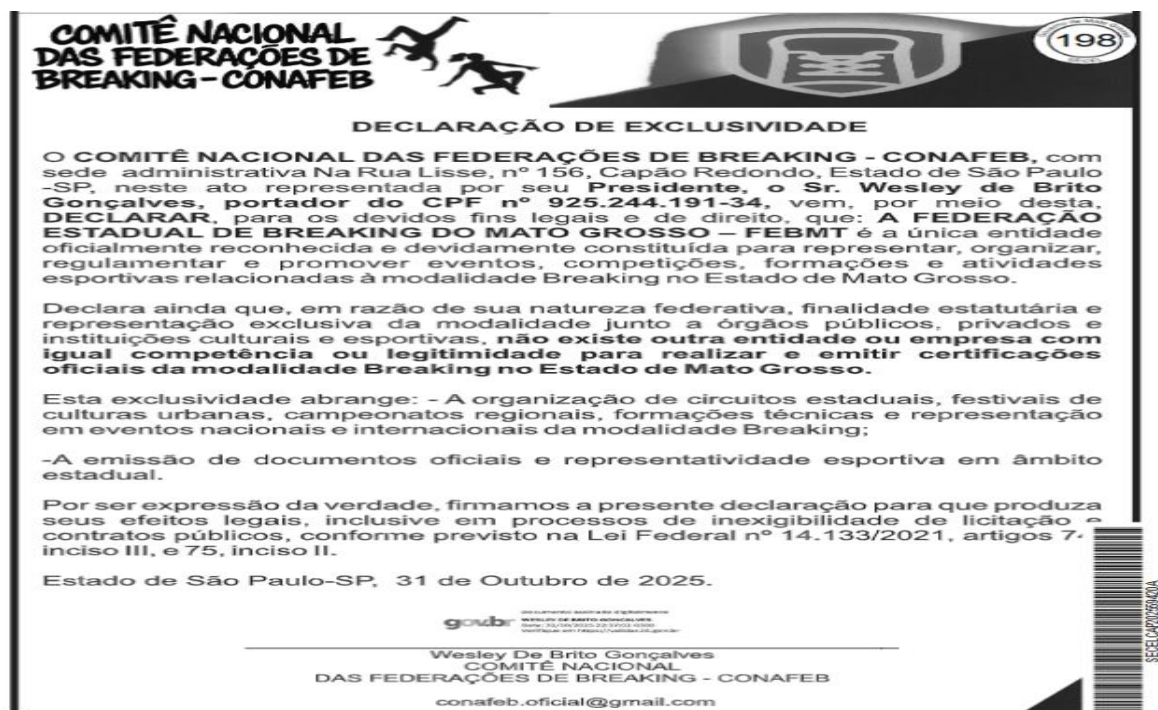 COMITÊ NACIONAL
DAS FEDERAÇÕES DE
BREAKING - CONAFEB
198
SECEL
DECLARAÇÃO DE EXCLUSIVIDADE
O COMITÊ NACIONAL DAS FEDERAÇÕES DE BREAKING - CONAFEB, com
sede administrativa Na Rua Lisse, nº 156, Capão Redondo, Estado de São Paulo
-SP, neste ato representada por seu Presidente, o Sr. Wesley de Brito
Gonçalves, portador do CPF nº 925.244.191-34, vem, por meio desta,
DECLARAR, para os devidos fins legais e de direito, que: A FEDERAÇÃO
ESTADUAL DE BREAKING DO MATO GROSSO – FEBMT é a única entidade
oficialmente reconhecida e devidamente constituída para representar, organizar,
regulamentar e promover eventos, competições, formações e atividades
esportivas relacionadas à modalidade Breaking no Estado de Mato Grosso.
Declara ainda que, em razão de sua natureza federativa, finalidade estatutária e
representação exclusiva da modalidade junto a órgãos públicos, privados e
instituições culturais e esportivas, não existe outra entidade ou empresa com
igual competência ou legitimidade para realizar e emitir certificações
oficiais da modalidade Breaking no Estado de Mato Grosso.
Esta exclusividade abrange: - A organização de circuitos estaduais, festivais de
culturas urbanas, campeonatos regionais, formações técnicas e representação
em eventos nacionais e internacionais da modalidade Breaking;
-A emissão de documentos oficiais e representatividade esportiva em âmbito
estadual.
Por ser expressão da verdade, firmamos a presente declaração para que produza
seus efeitos legais, inclusive em processos de inexigibilidade de licitação e
contratos públicos, conforme previsto na Lei Federal nº 14.133/2021, artigos
inciso III, e 75, inciso II.
Estado de São Paulo-SP, 31 de Outubro de 2025.
gov.br
Documento assinado digitalmente
WESLEY DE BRITO GONCALVES
Wesley De Brito Gonçalves
COMITÊ NACIONAL
DAS FEDERAÇÕES DE BREAKING - CONAFEB
conafeb.oficial@gmail.com